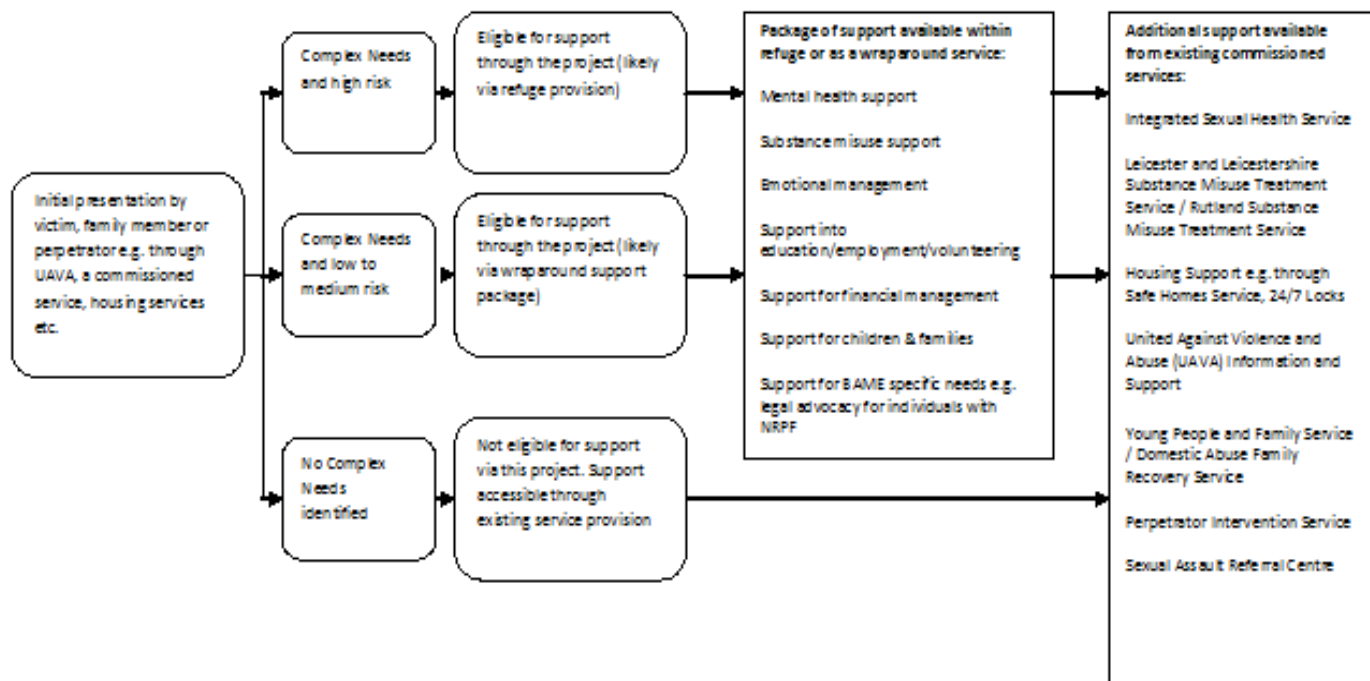 Initial presentation by
victim, family member or
perpetrator e.g. through
UAVA, a commissioned
service, housing services
etc.
Complex Needs
and high risk
Eligible for support
through the project (likely
via refuge provision)
Complex Needs
and low to
medium risk
Eligible for support
through the project (likely
via wraparound support
package)
No Complex
Needs
identified
Not eligible for support
via this project. Support
accessible through
existing service provision
Package of support available within
refuge or as a wraparound service:
Mental health support
Substance misuse support
Emotional management
Support into
education/employment/volunteering
Support for financial management
Support for children & families
Support for BAME specific needs e.g.
legal advocacy for individuals with
NRPF
Additional support available
from existing commissioned
services:
Integrated Sexual Health Service
Leicester and Leicestershire
Substance Misuse Treatment
Service / Rutland Substance
Misuse Treatment Service
Housing Support e.g. through
Safe Homes Service, 24/7 Locks
United Against Violence and
Abuse (UAVA) Information and
Support
Young People and Family Service
/ Domestic Abuse Family
Recovery Service
Perpetrator Intervention Service
Sexual Assault Referral Centre